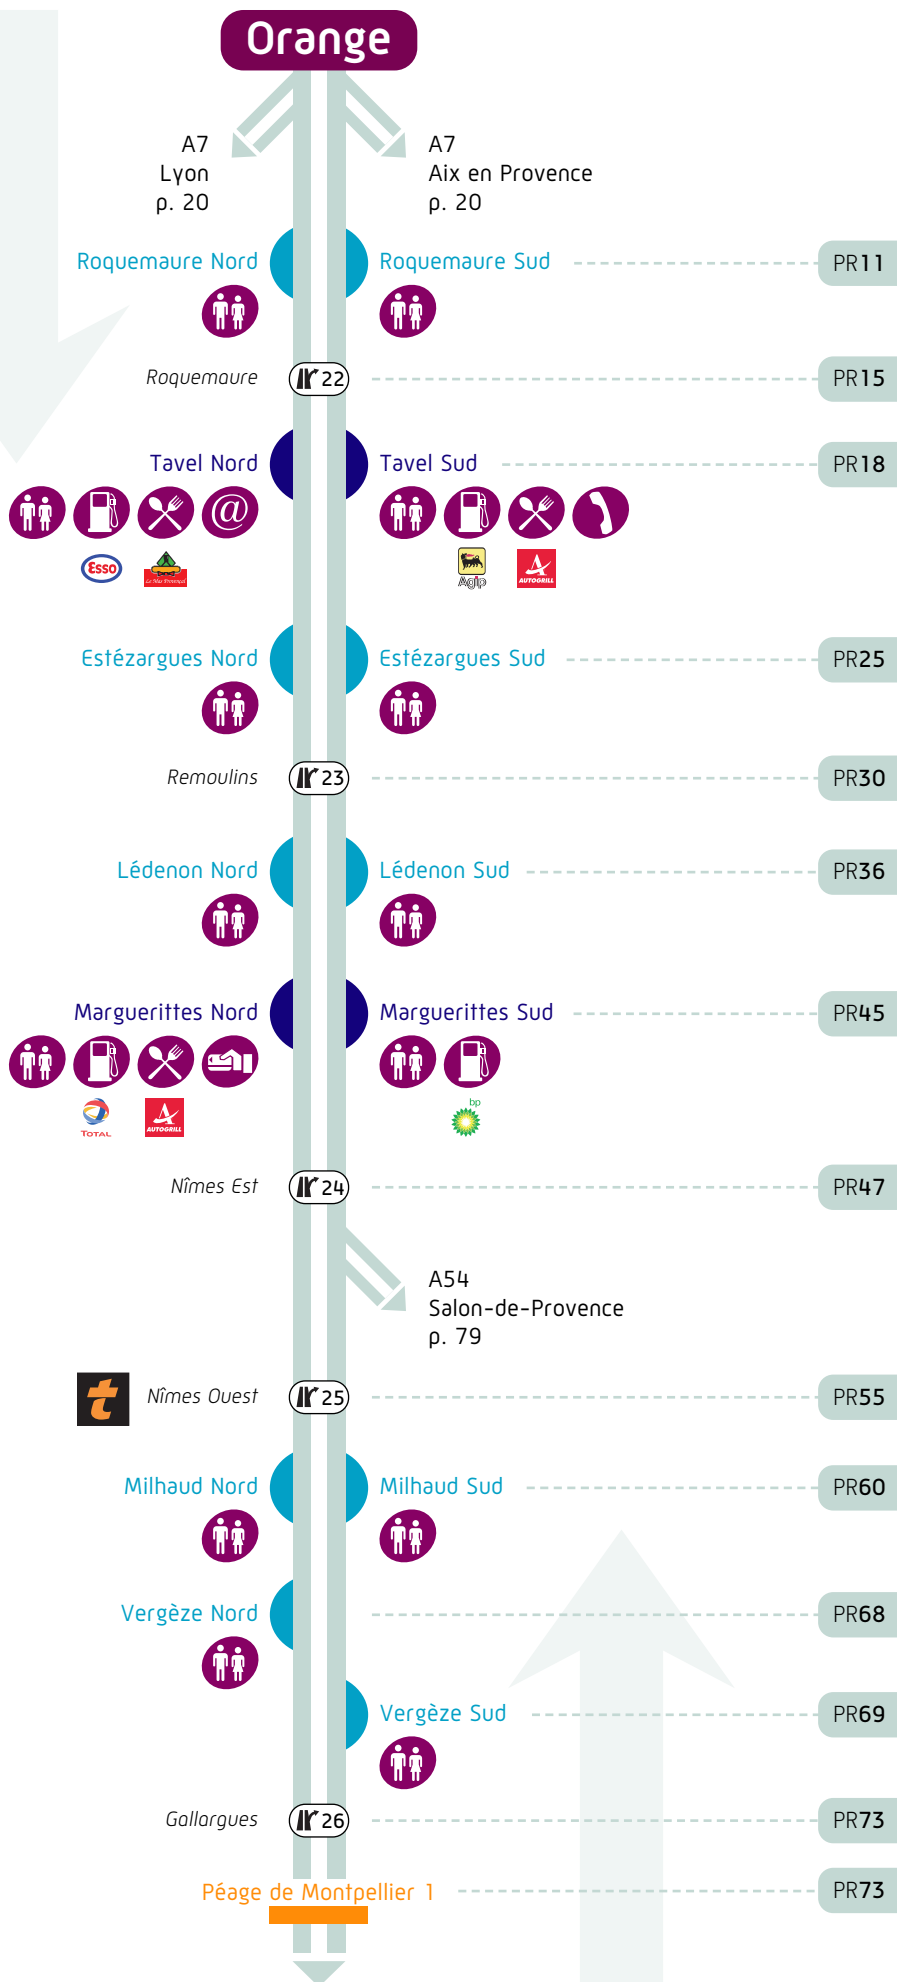 Orange
A7
Lyon
p. 20
A7
Aix en Provence
p. 20
Roquemaure Nord
Roquemaure Sud
PR11
Roquemaure
22
PR15
Tavel Nord
Tavel Sud
PR18
@
Esso
Le Mas Provençal
Agip
AUTOGRILL
Estézargues Nord
Estézargues Sud
PR25
Remoulins
23
PR30
Lédenon Nord
Lédenon Sud
PR36
Marguerittes Nord
Marguerittes Sud
PR45
TOTAL
AUTOGRILL
bp
Nîmes Est
24
PR47
A54
Salon-de-Provence
p. 79
t
Nîmes Ouest
25
PR55
Milhaud Nord
Milhaud Sud
PR60
Vergèze Nord
PR68
Vergèze Sud
PR69
Gallargues
26
PR73
Péage de Montpellier 1
PR73